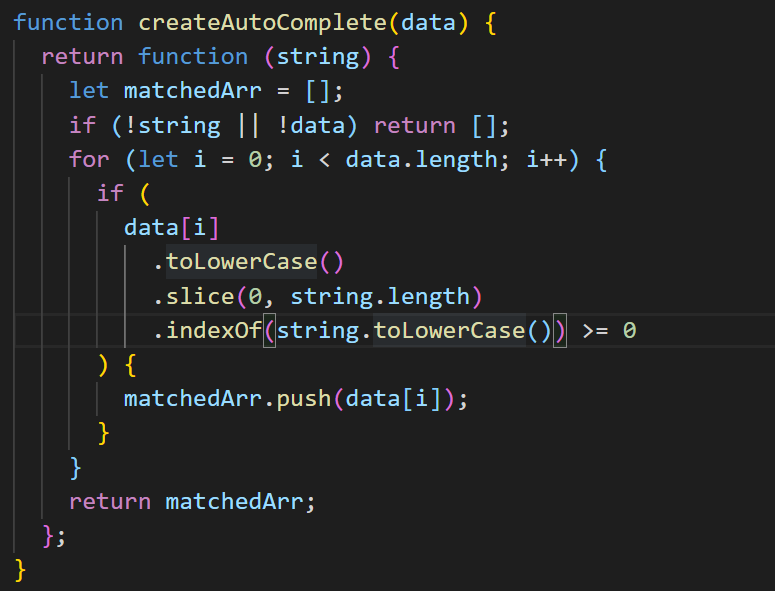 function createAutoComplete(data) {
  return function (string) {
    let matchedArr = [];
    if (!string || !data) return [];
    for (let i = 0; i < data.length; i++) {
      if (
        data[i]
          .toLowerCase()
          .slice(0, string.length)
          .indexOf(string.toLowerCase()) >= 0
      ) {
        matchedArr.push(data[i]);
      }
    }
    return matchedArr;
  };
}